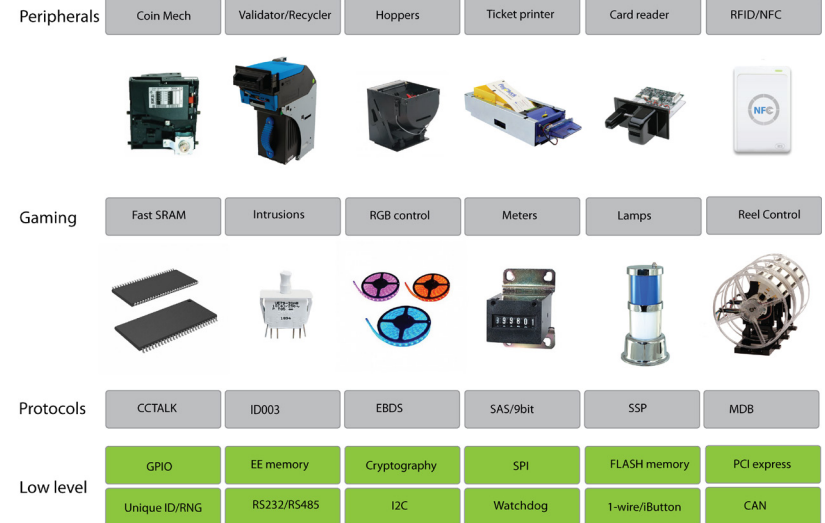 Peripherals
Coin Mech
Validator/Recycler
Hoppers
Ticket printer
Card reader
RFID/NFC
NFC
Gaming
Fast SRAM
Intrusions
RGB control
Meters
Lamps
Reel Control
Protocols
CCTALK
ID003
EBDS
SAS/9bit
SSP
MDB
Low level
GPIO
EE memory
Cryptography
SPI
FLASH memory
PCI express
Unique ID/RNG
RS232/RS485
I2C
Watchdog
1-wire/iButton
CAN